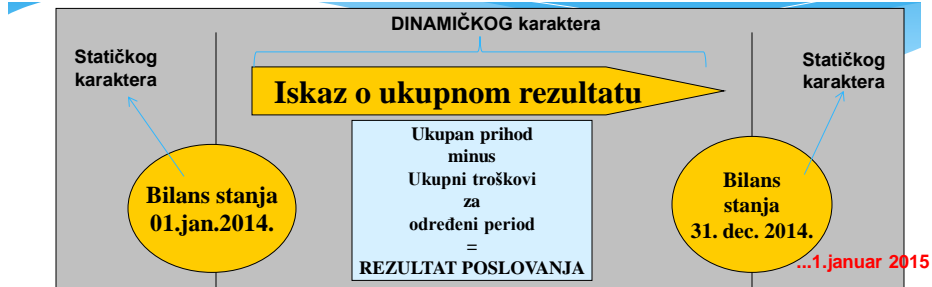 DINAMIČKOG karaktera
Statičkog
karaktera
Statičkog
karaktera
Iskaz o ukupnom rezultatu
Ukupan prihod
minus
Ukupni troškovi
za
određeni period
=
REZULTAT POSLOVANJA
Bilans stanja
01.jan.2014.
Bilans
stanja
31. dec. 2014.
...1.januar 2015